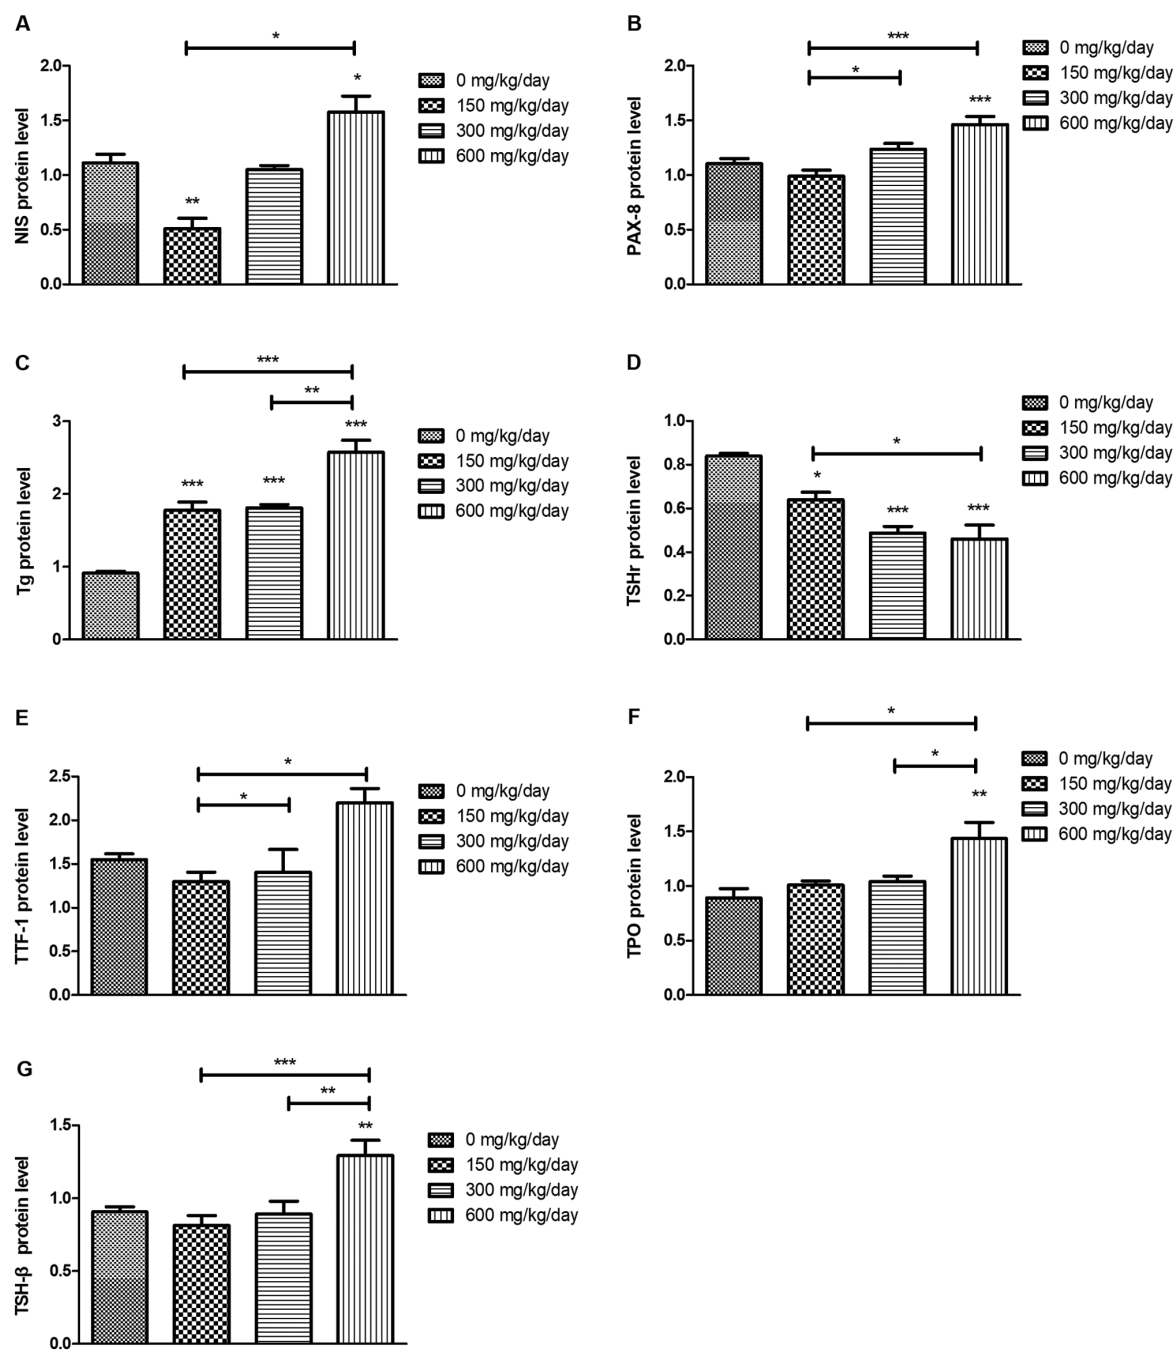 A
*
2.0
1.5
1.0
0.5
0.0
NIS protein level
**
*
0 mg/kg/day
150 mg/kg/day
300 mg/kg/day
600 mg/kg/day
B
***
*
2.0
1.5
1.0
0.5
0.0
PAX-8 protein level
***
0 mg/kg/day
150 mg/kg/day
300 mg/kg/day
600 mg/kg/day
C
***
**
3
2
1
0
Tg protein level
***
***
***
0 mg/kg/day
150 mg/kg/day
300 mg/kg/day
600 mg/kg/day
D
*
1.0
0.8
0.6
0.4
0.2
0.0
TSHr protein level
*
***
***
0 mg/kg/day
150 mg/kg/day
300 mg/kg/day
600 mg/kg/day
E
*
*
2.5
2.0
1.5
1.0
0.5
0.0
TTF-1 protein level
0 mg/kg/day
150 mg/kg/day
300 mg/kg/day
600 mg/kg/day
F
*
*
2.0
1.5
1.0
0.5
0.0
TPO protein level
**
0 mg/kg/day
150 mg/kg/day
300 mg/kg/day
600 mg/kg/day
G
***
**
1.5
1.0
0.5
0.0
TSH-β protein level
**
0 mg/kg/day
150 mg/kg/day
300 mg/kg/day
600 mg/kg/day